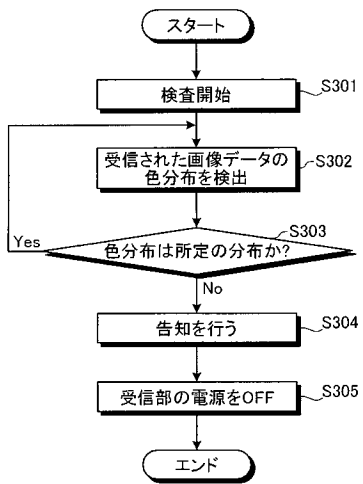 スタート
検査開始
S301
受信された画像データの
色分布を検出
S302
色分布は所定の分布か?
S303
Yes
No
告知を行う
S304
受信部の電源をOFF
S305
エンド